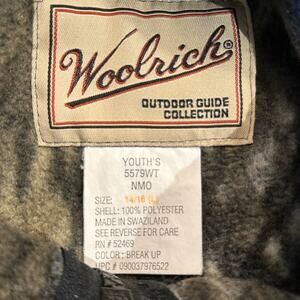 Woolrich®
OUTDOOR GUIDE
COLLECTION
YOUTH'S
5579WT
NMO
SIZE: 14/16 (L)
SHELL: 100% POLYESTER
MADE IN SWAZILAND
SEE REVERSE FOR CARE
RN # 52469
COLOR: BREAK UP
UPC # 090037976522